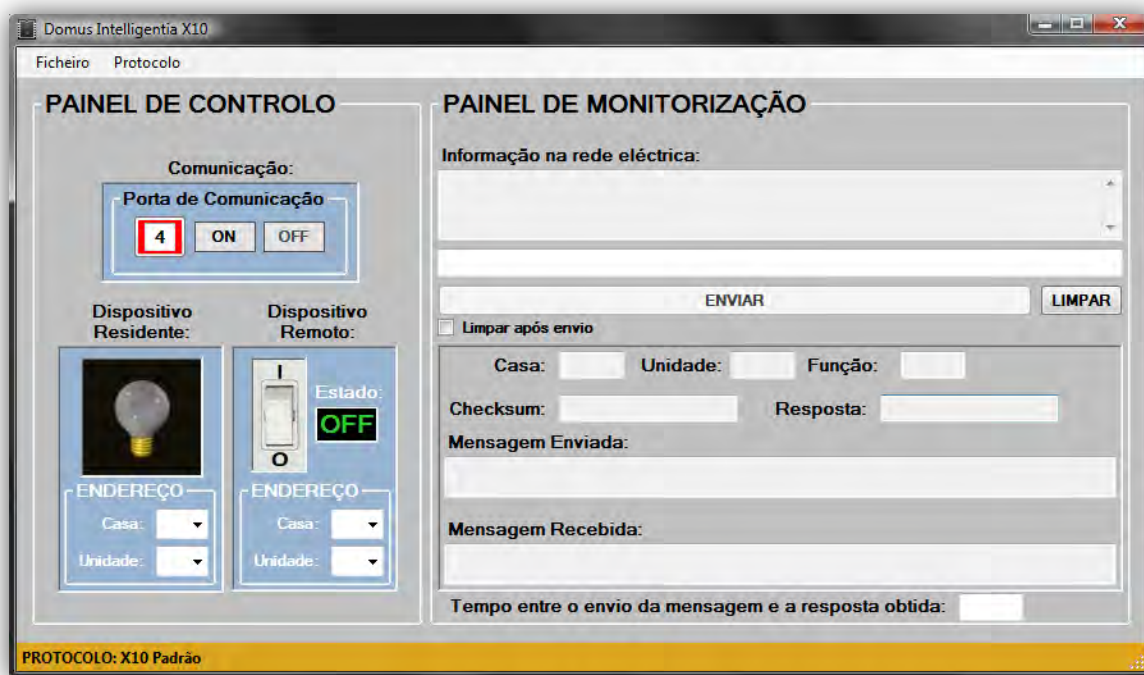 Domus Intelligentia X10
Ficheiro Protocolo
PAINEL DE CONTROLO
Comunicação:
Porta de Comunicação
4 ON OFF
Dispositivo Residente:
Dispositivo Remoto:
I
Estado:
OFF
O
ENDEREÇO
Casa:
Unidade:
ENDEREÇO
Casa:
Unidade:
PAINEL DE MONITORIZAÇÃO
Informação na rede eléctrica:
ENVIAR LIMPAR
Limpar após envio
Casa: Unidade: Função:
Checksum: Resposta:
Mensagem Enviada:
Mensagem Recebida:
Tempo entre o envio da mensagem e a resposta obtida:
PROTOCOLO: X10 Padrão